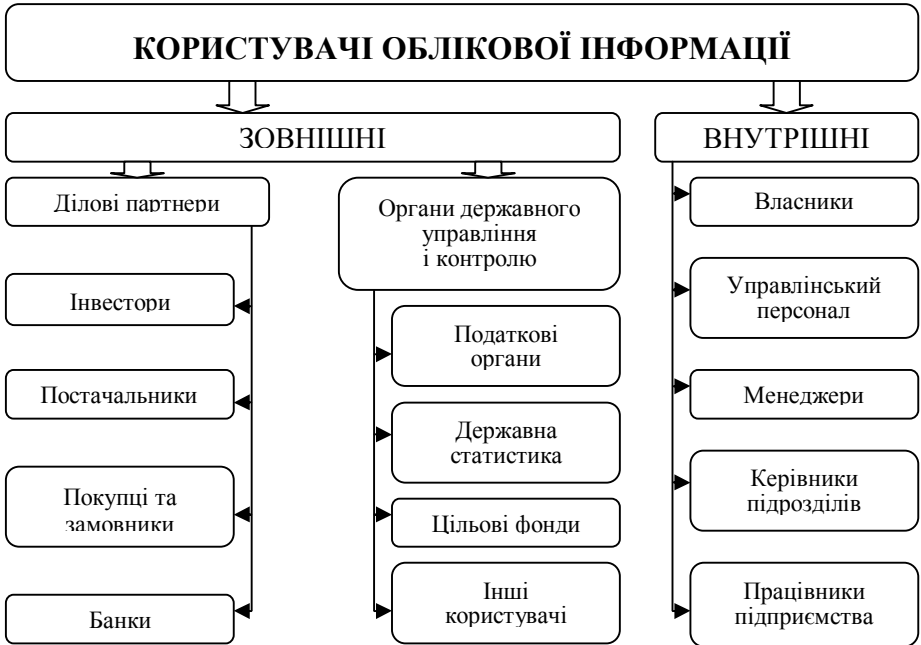 КОРИСТУВАЧІ ОБЛІКОВОЇ ІНФОРМАЦІЇ
ЗОВНІШНІ
ВНУТРІШНІ
Ділові партнери
Інвестори
Постачальники
Покупці та
замовники
Банки
Органи державного
управління
і контролю
Податкові
органи
Державна
статистика
Цільові фонди
Інші
користувачі
Власники
Управлінський
персонал
Менеджери
Керівники
підрозділів
Працівники
підприємства